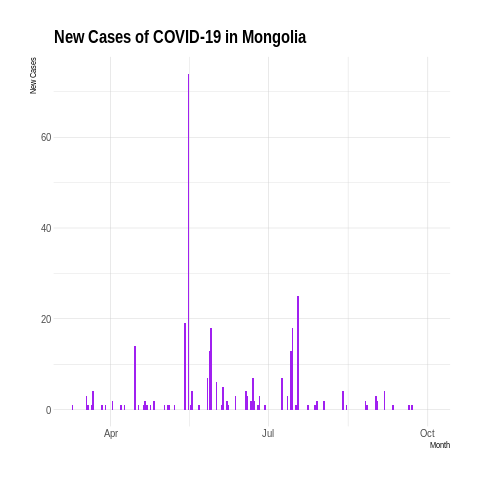 New Cases of COVID-19 in Mongolia
New Cases
60
40
20
0
Apr
Jul
Oct
Month